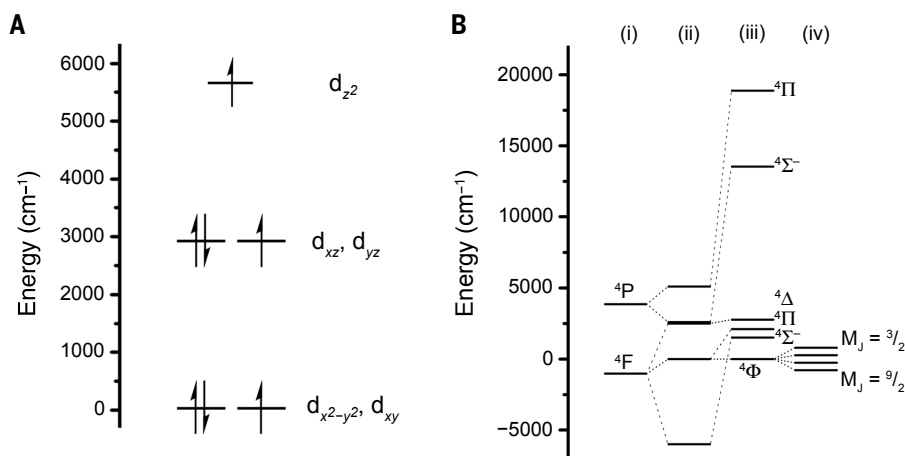 A
Energy (cm⁻¹)
6000
5000
4000
3000
2000
1000
0
d_z²
d_xz, d_yz
d_x²−y², d_xy
B
(i) (ii) (iii) (iv)
Energy (cm⁻¹)
20000
15000
10000
5000
0
−5000
⁴Π
⁴Σ⁻
⁴P
⁴Δ
⁴Π
⁴Σ⁻
⁴F
⁴Φ
M_J = ³/₂
M_J = ⁹/₂